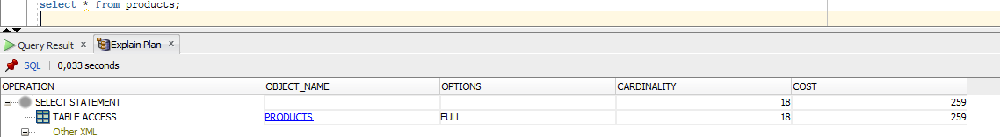 select * from products;
Query Result x Explain Plan x
SQL | 0,033 seconds
OPERATION OBJECT_NAME OPTIONS CARDINALITY COST
SELECT STATEMENT 18 259
TABLE ACCESS PRODUCTS FULL 18 259
Other XML